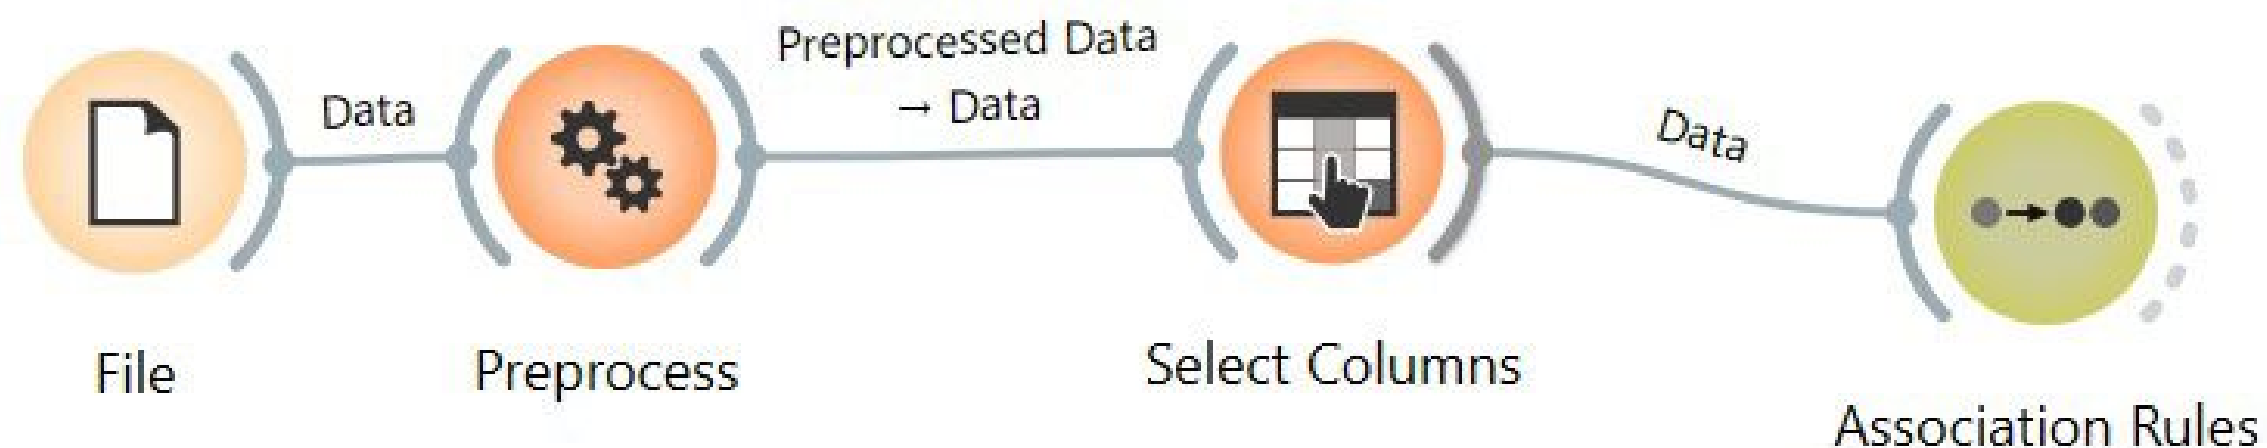 Data
Preprocessed Data
→ Data
Data
File
Preprocess
Select Columns
Association Rules